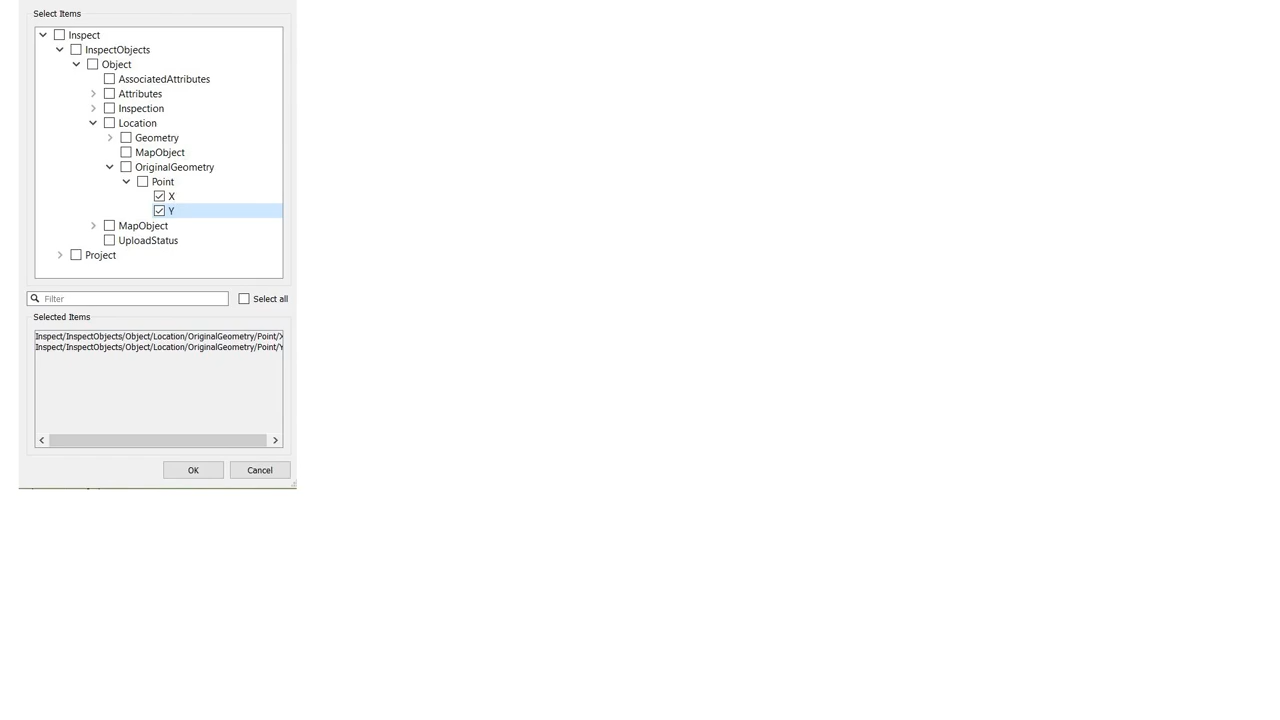 Select Items
Inspect
InspectObjects
Object
AssociatedAttributes
Attributes
Inspection
Location
Geometry
MapObject
OriginalGeometry
Point
X
Y
MapObject
UploadStatus
Project
Filter
Select all
Selected Items
Inspect/InspectObjects/Object/Location/OriginalGeometry/Point/X
Inspect/InspectObjects/Object/Location/OriginalGeometry/Point/Y
OK Cancel